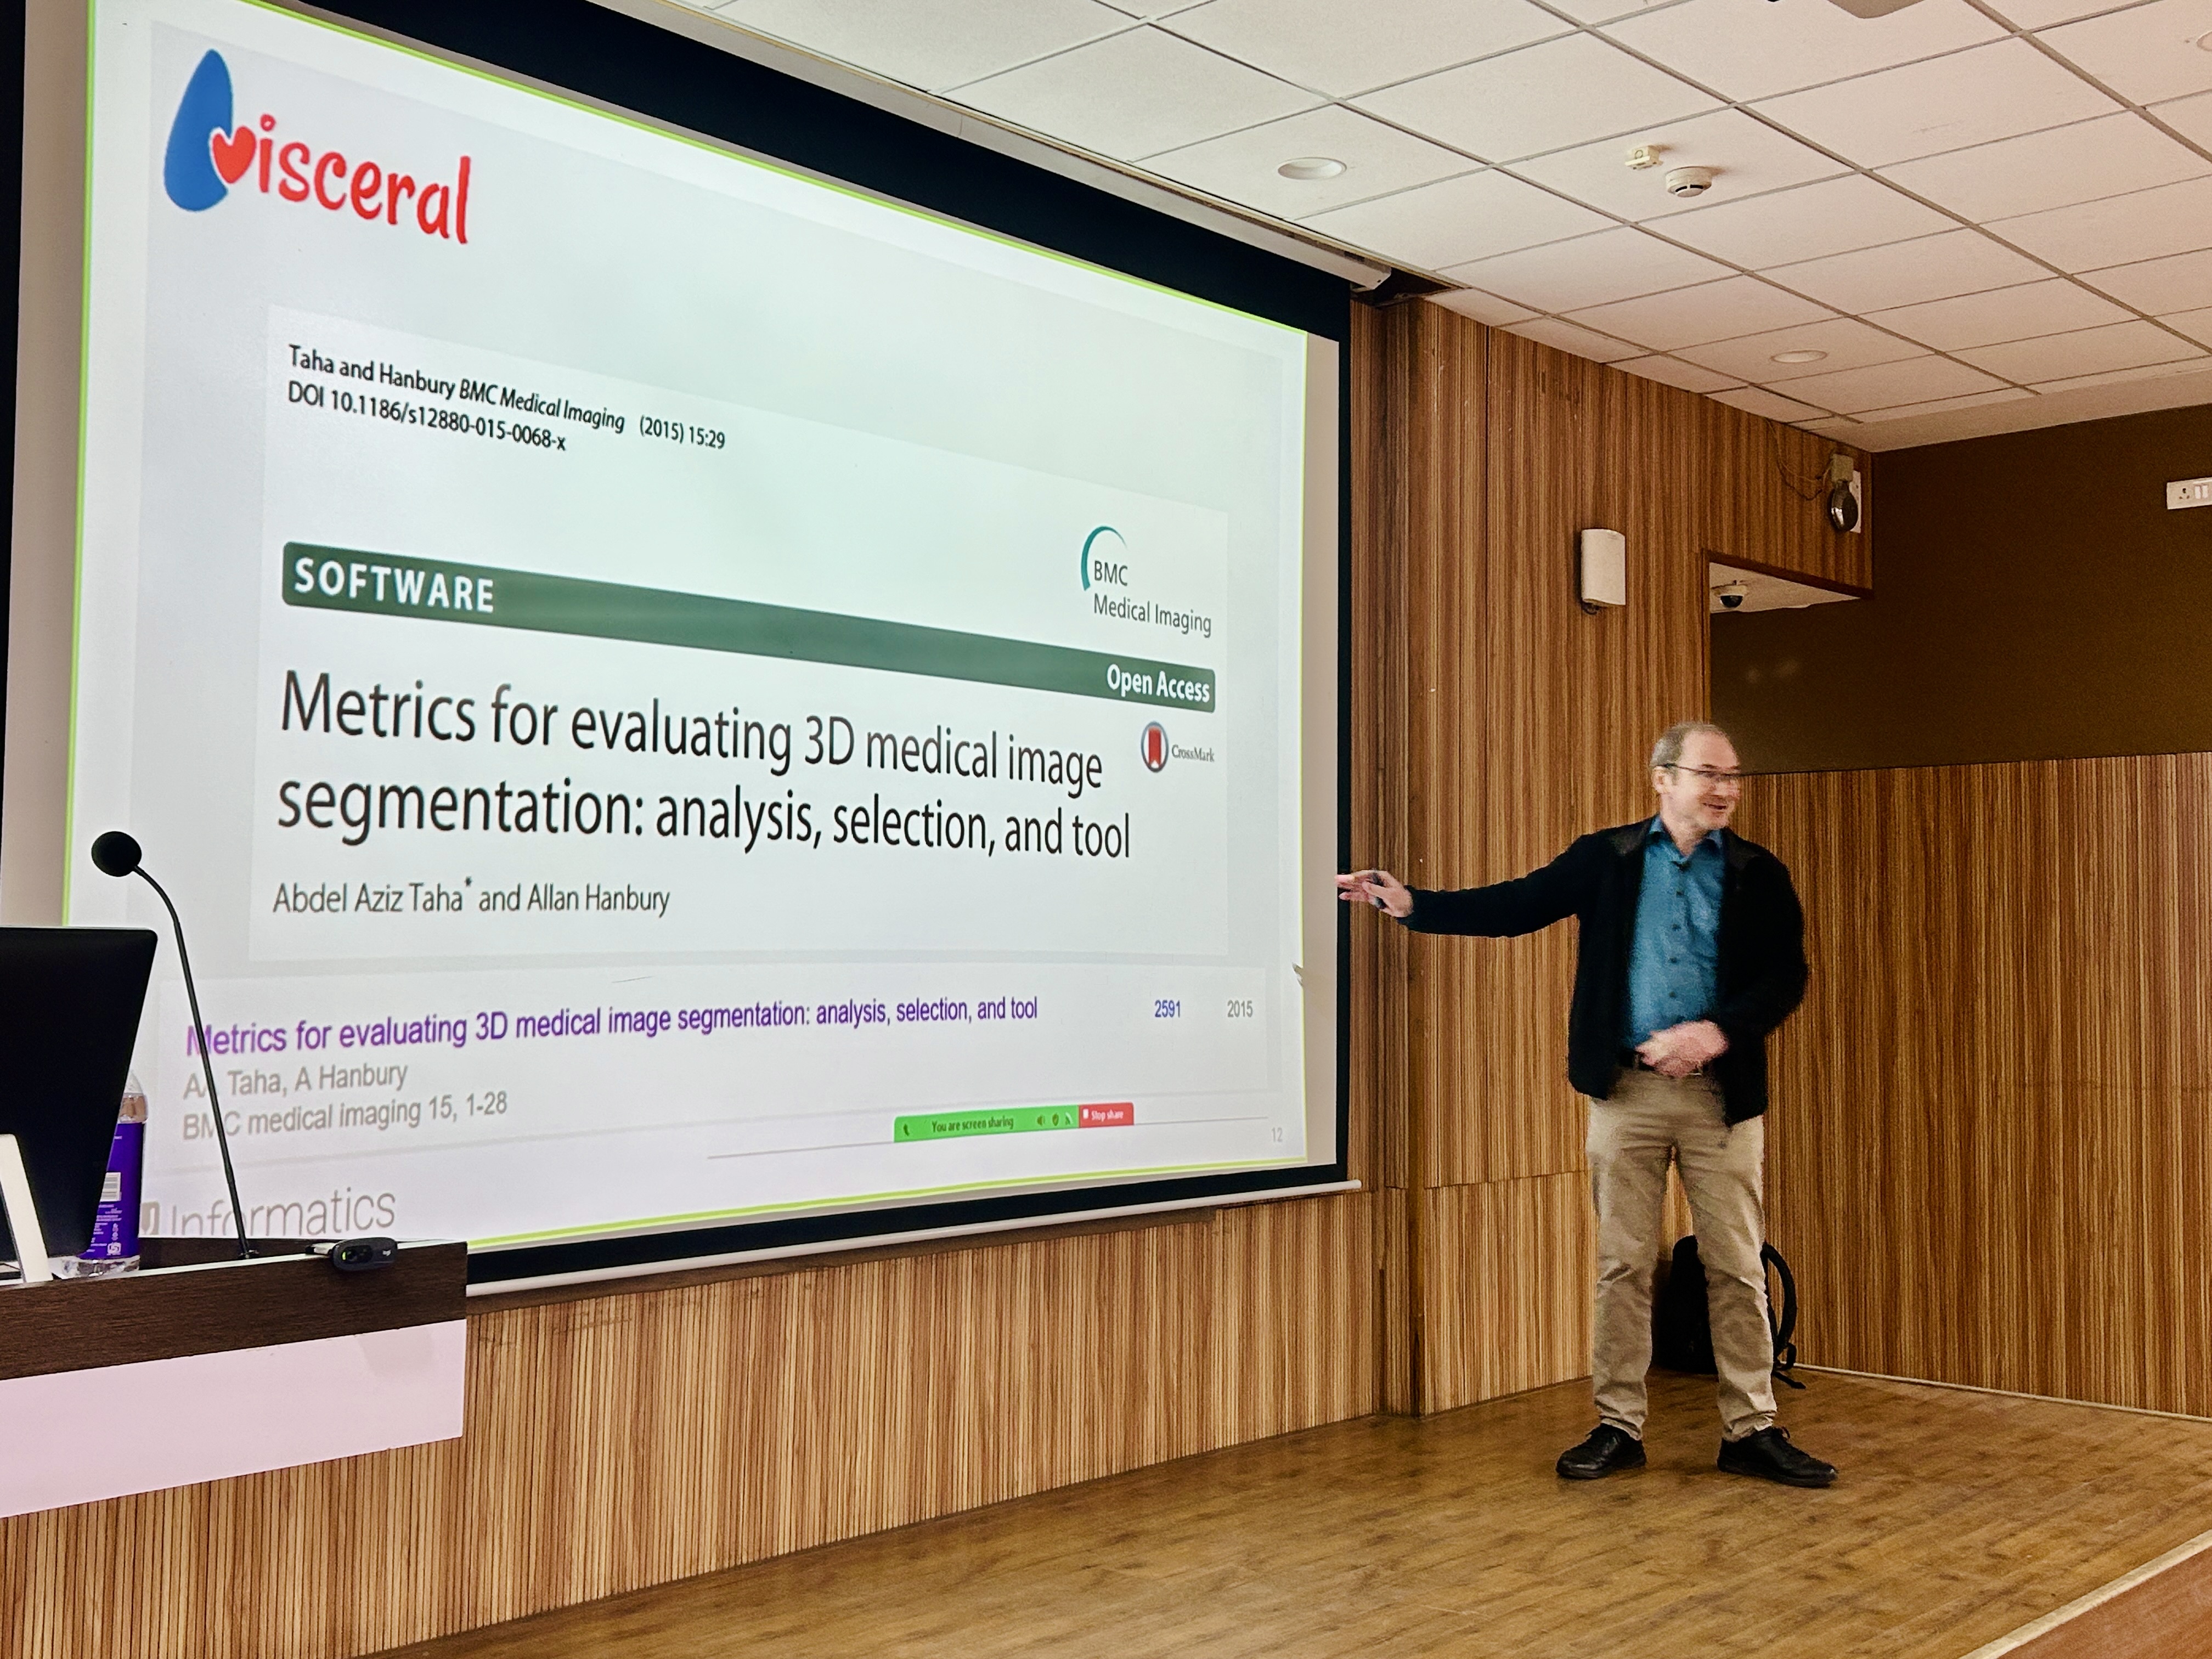 visceral
Taha and Hanbury BMC Medical Imaging (2015) 15:29
DOI 10.1186/s12880-015-0068-x
BMC
Medical Imaging
SOFTWARE
Open Access
Metrics for evaluating 3D medical image
segmentation: analysis, selection, and tool
CrossMark
Abdel Aziz Taha* and Allan Hanbury
Metrics for evaluating 3D medical image segmentation: analysis, selection, and tool 2591 2015
Taha, A Hanbury
BMC medical imaging 15, 1-28
You are screen sharing
Stop share
12
Informatics